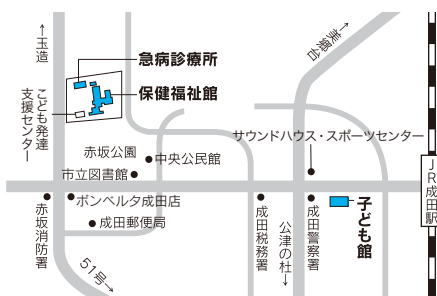 ←玉造
急病診療所
保健福祉館
こども発達
支援センター
美郷台→
赤坂公園
中央公民館
市立図書館
サウンドハウス・スポーツセンター
JR成田駅
ボンベルタ成田店
成田郵便局
赤坂消防署
成田税務署
公津の杜→
成田警察署
子ども館
51号→